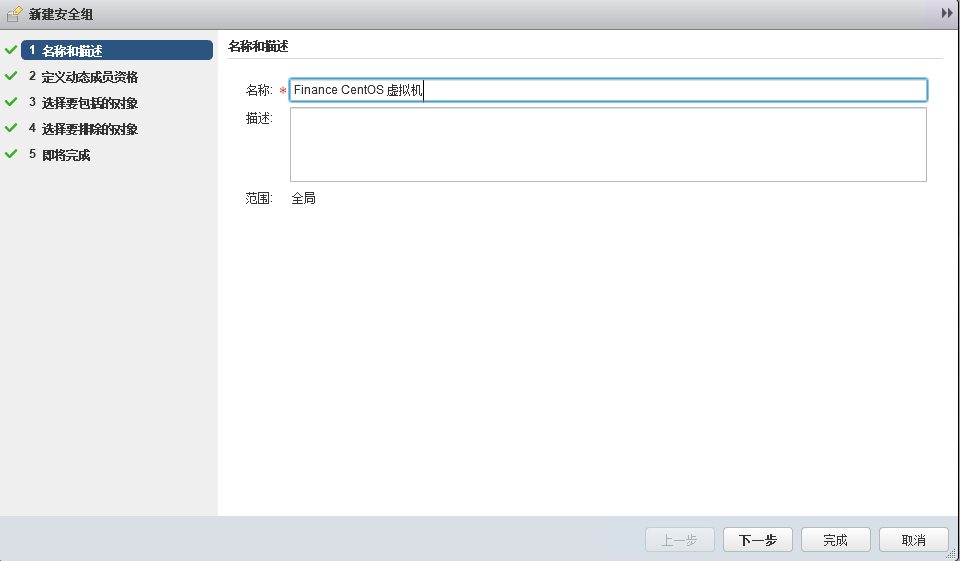 新建安全组
1 名称和描述
2 定义动态成员资格
3 选择要包括的对象
4 选择要排除的对象
5 即将完成
名称和描述
名称: * Finance CentOS 虚拟机
描述:
范围: 全局
上一步 下一步 完成 取消